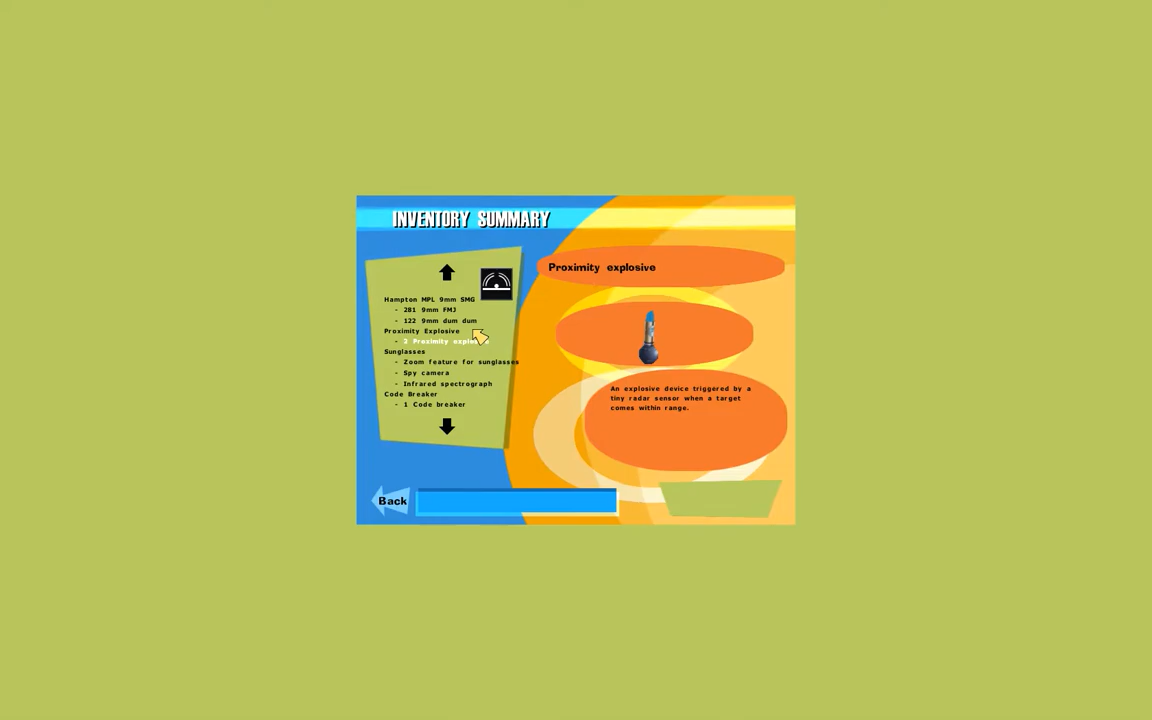 INVENTORY SUMMARY
Hampton MPL 9mm SMG
- 281 9mm FMJ
- 122 9mm dum dum
Proximity Explosive
- Proximity
Sunglasses
- Zoom feature for sunglasses
- Spy camera
- Infrared spectrograph
Code Breaker
- 1 Code breaker
Back
Proximity explosive
An explosive device triggered by a
tiny radar sensor when a target
comes within range.